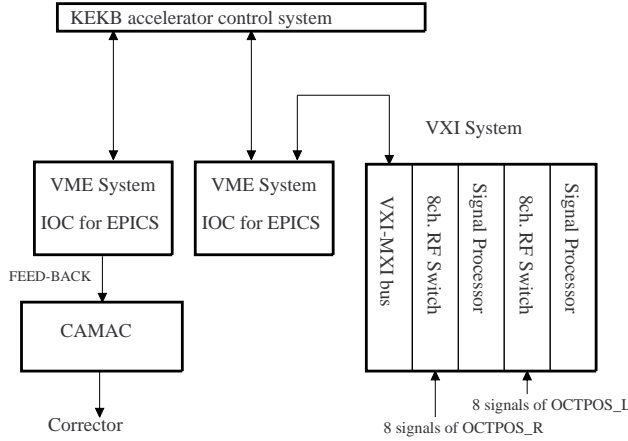 KEKB accelerator control system
VXI System
VME System
IOC for EPICS
VME System
IOC for EPICS
VXI-MXI bus
8ch. RF Switch
Signal Processor
8ch. RF Switch
Signal Processor
FEED-BACK
CAMAC
Corrector
8 signals of OCTPOS_L
8 signals of OCTPOS_R